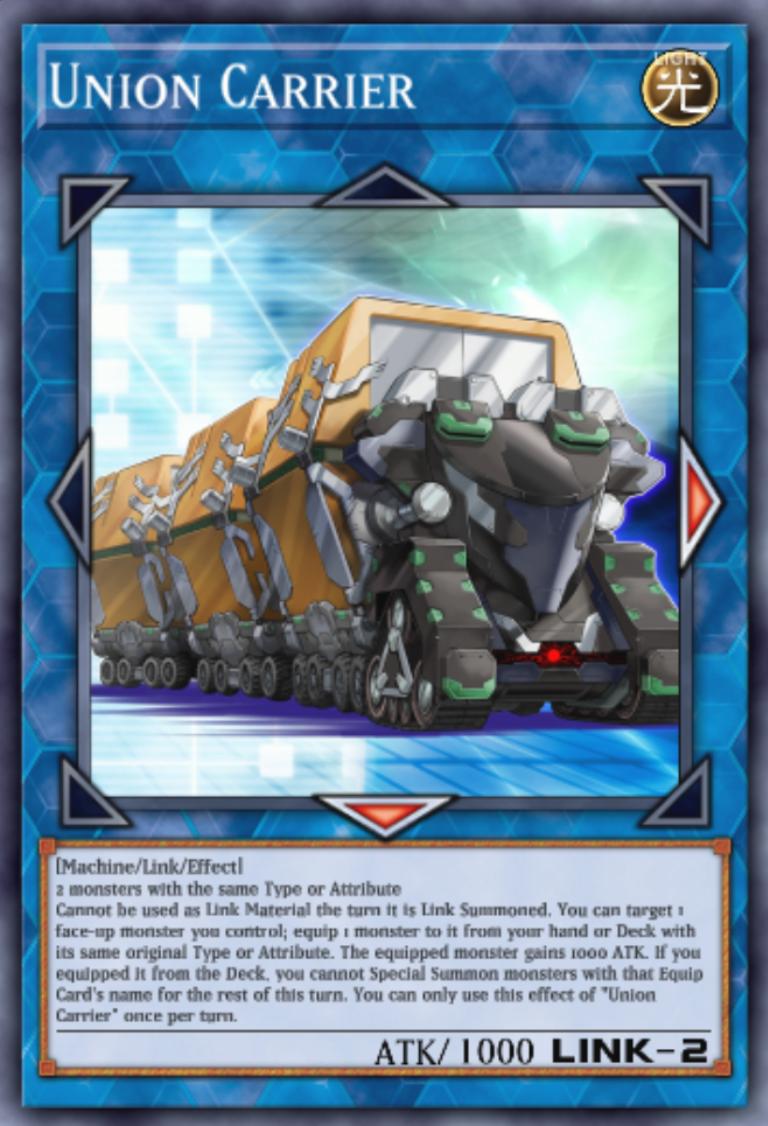 UNION CARRIER
LIGHT
光
[Machine/Link/Effect]
2 monsters with the same Type or Attribute
Cannot be used as Link Material the turn it is Link Summoned. You can target 1
face-up monster you control; equip 1 monster to it from your hand or Deck with
its same original Type or Attribute. The equipped monster gains 1000 ATK. If you
equipped it from the Deck, you cannot Special Summon monsters with that Equip
Card's name for the rest of this turn. You can only use this effect of "Union
Carrier" once per turn.
ATK/ 1000 LINK-2